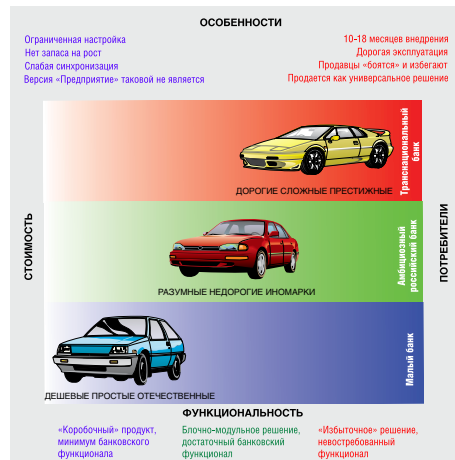 ОСОБЕННОСТИ
Ограниченная настройка
Нет запаса на рост
Слабая синхронизация
Версия «Предприятие» таковой не является
10-18 месяцев внедрения
Дорогая эксплуатация
Продавцы «боятся» и избегают
Продается как универсальное решение
СТОИМОСТЬ
ДОРОГИЕ СЛОЖНЫЕ ПРЕСТИЖНЫЕ
Транснациональный
банк
РАЗУМНЫЕ НЕДОРОГИЕ ИНОМАРКИ
Амбициозный
российский банк
ДЕШЕВЫЕ ПРОСТЫЕ ОТЕЧЕСТВЕННЫЕ
Малый банк
ПОТРЕБИТЕЛИ
ФУНКЦИОНАЛЬНОСТЬ
«Коробочный» продукт,
минимум банковского
функционала
Блочно-модульное решение,
достаточный банковский
функционал
«Избыточное» решение,
невостребованный
функционал